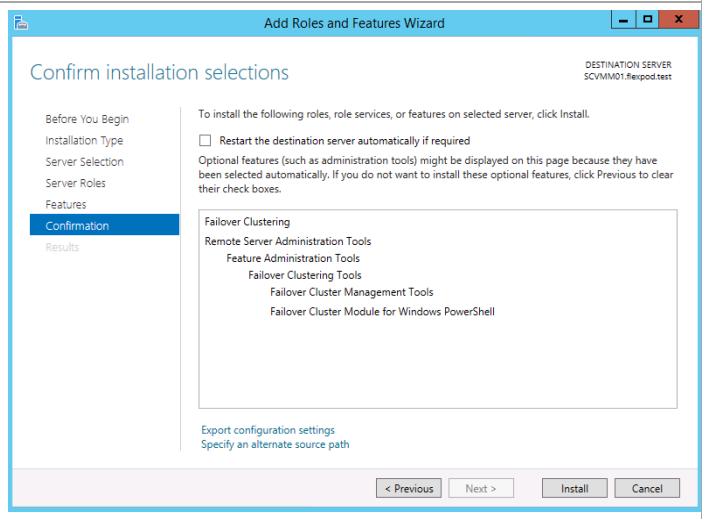 Add Roles and Features Wizard
Confirm installation selections
DESTINATION SERVER
SCVMM01.flexpod.test
Before You Begin
Installation Type
Server Selection
Server Roles
Features
Confirmation
Results
To install the following roles, role services, or features on selected server, click Install.
Restart the destination server automatically if required
Optional features (such as administration tools) might be displayed on this page because they have
been selected automatically. If you do not want to install these optional features, click Previous to clear
their check boxes.
Failover Clustering
Remote Server Administration Tools
Feature Administration Tools
Failover Clustering Tools
Failover Cluster Management Tools
Failover Cluster Module for Windows PowerShell
Export configuration settings
Specify an alternate source path
< Previous
Next >
Install
Cancel